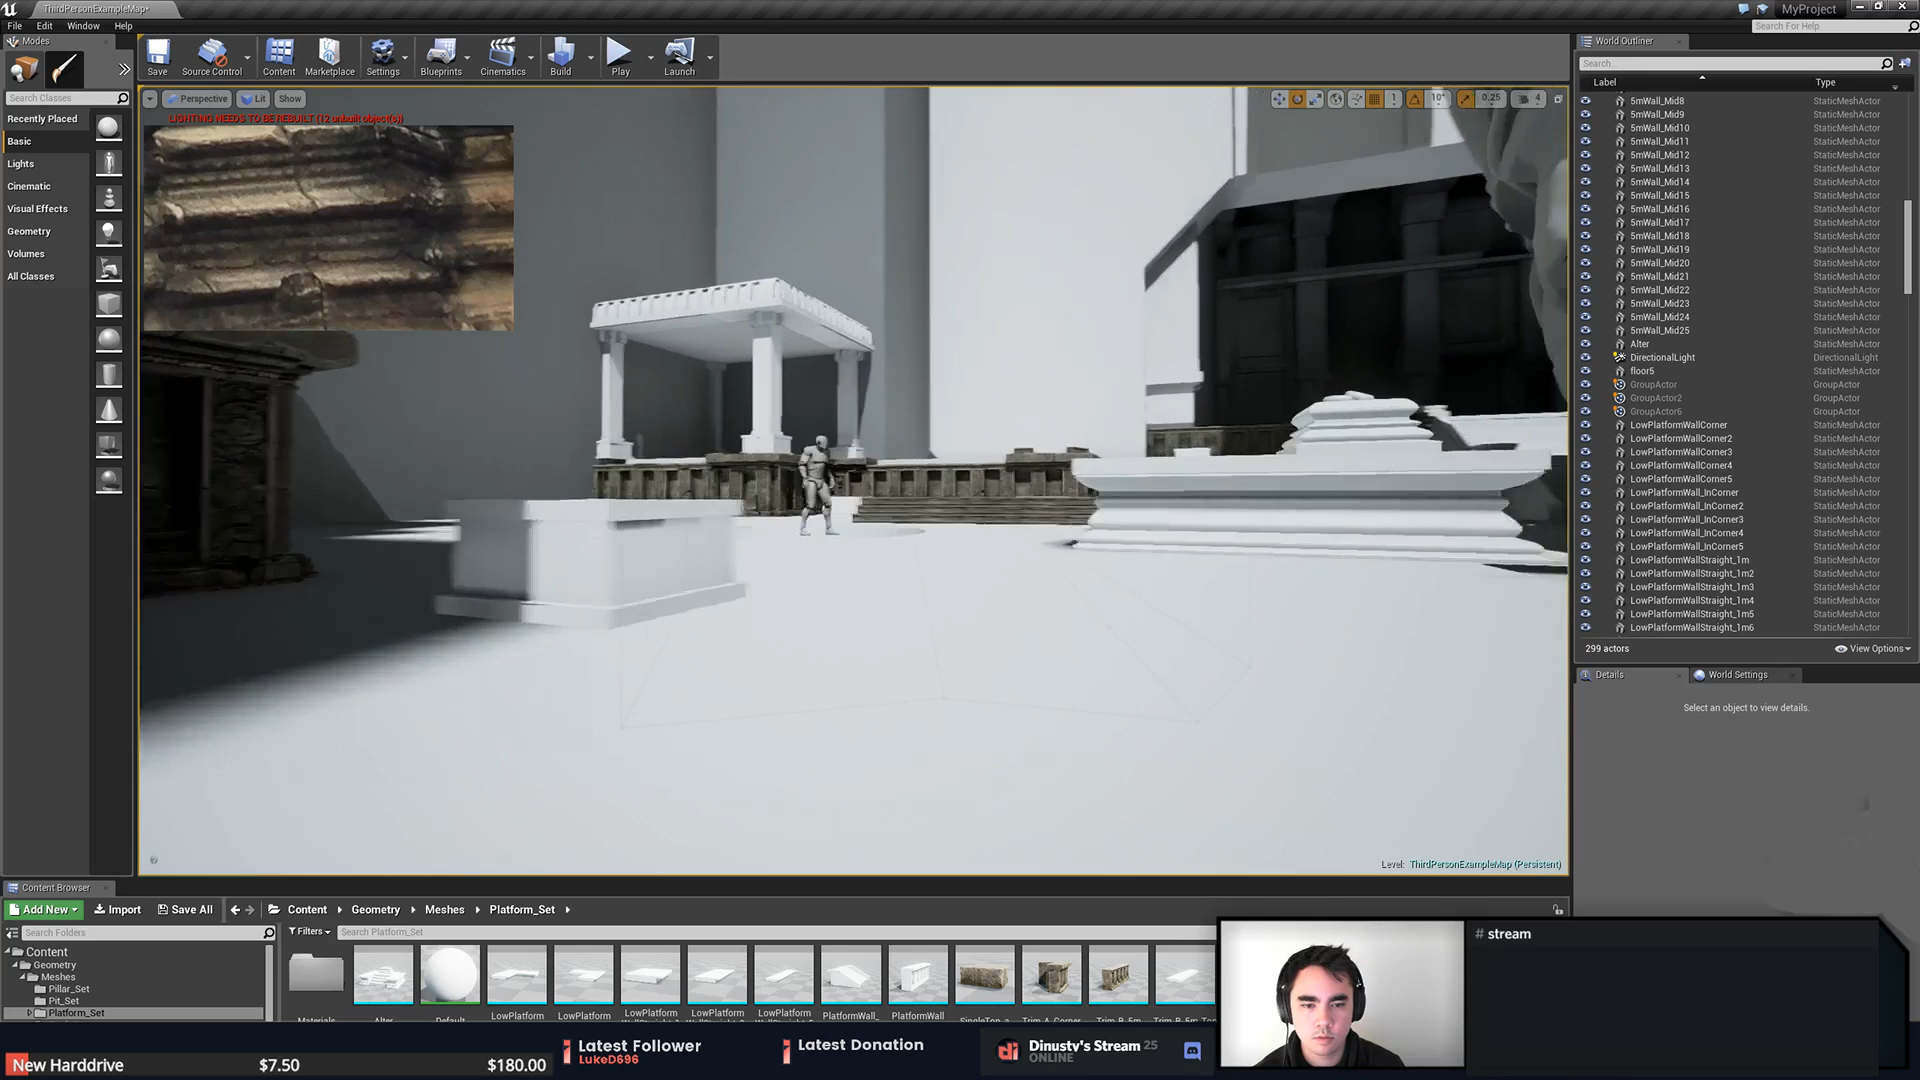 ThirdPersonExampleMap*
MyProject
File Edit Window Help
Search For Help
Modes
Save
Source Control
Content
Marketplace
Settings
Blueprints
Cinematics
Build
Play
Launch
World Outliner
Search Classes
Search...
Label Type
Recently Placed
Basic
Lights
Cinematic
Visual Effects
Geometry
Volumes
All Classes
Perspective Lit Show
1 10° 0.25 4
LIGHTING NEEDS TO BE REBUILT (12 unbuilt object(s))
5mWall_Mid8 StaticMeshActor
5mWall_Mid9 StaticMeshActor
5mWall_Mid10 StaticMeshActor
5mWall_Mid11 StaticMeshActor
5mWall_Mid12 StaticMeshActor
5mWall_Mid13 StaticMeshActor
5mWall_Mid14 StaticMeshActor
5mWall_Mid15 StaticMeshActor
5mWall_Mid16 StaticMeshActor
5mWall_Mid17 StaticMeshActor
5mWall_Mid18 StaticMeshActor
5mWall_Mid19 StaticMeshActor
5mWall_Mid20 StaticMeshActor
5mWall_Mid21 StaticMeshActor
5mWall_Mid22 StaticMeshActor
5mWall_Mid23 StaticMeshActor
5mWall_Mid24 StaticMeshActor
5mWall_Mid25 StaticMeshActor
Alter StaticMeshActor
DirectionalLight DirectionalLight
floor5 StaticMeshActor
GroupActor GroupActor
GroupActor2 GroupActor
GroupActor6 GroupActor
LowPlatformWallCorner StaticMeshActor
LowPlatformWallCorner2 StaticMeshActor
LowPlatformWallCorner3 StaticMeshActor
LowPlatformWallCorner4 StaticMeshActor
LowPlatformWallCorner5 StaticMeshActor
LowPlatformWall_InCorner StaticMeshActor
LowPlatformWall_InCorner2 StaticMeshActor
LowPlatformWall_InCorner3 StaticMeshActor
LowPlatformWall_InCorner4 StaticMeshActor
LowPlatformWall_InCorner5 StaticMeshActor
LowPlatformWallStraight_1m StaticMeshActor
LowPlatformWallStraight_1m2 StaticMeshActor
LowPlatformWallStraight_1m3 StaticMeshActor
LowPlatformWallStraight_1m4 StaticMeshActor
LowPlatformWallStraight_1m5 StaticMeshActor
LowPlatformWallStraight_1m6 StaticMeshActor
299 actors View Options
Details World Settings
Select an object to view details.
Level: ThirdPersonExampleMap (Persistent)
Content Browser
Add New Import Save All Content Geometry Meshes Platform_Set
Search Folders
Filters Search Platform_Set
Content
Geometry
Meshes
Pillar_Set
Pit_Set
Platform_Set
Materials
Alter
Default
LowPlatform
LowPlatform
LowPlatform
LowPlatform
LowPlatform
PlatformWall_
PlatformWall
# stream
New Harddrive $7.50 $180.00
Latest Follower
LukeD696
Latest Donation
Dinusty's Stream 25
ONLINE